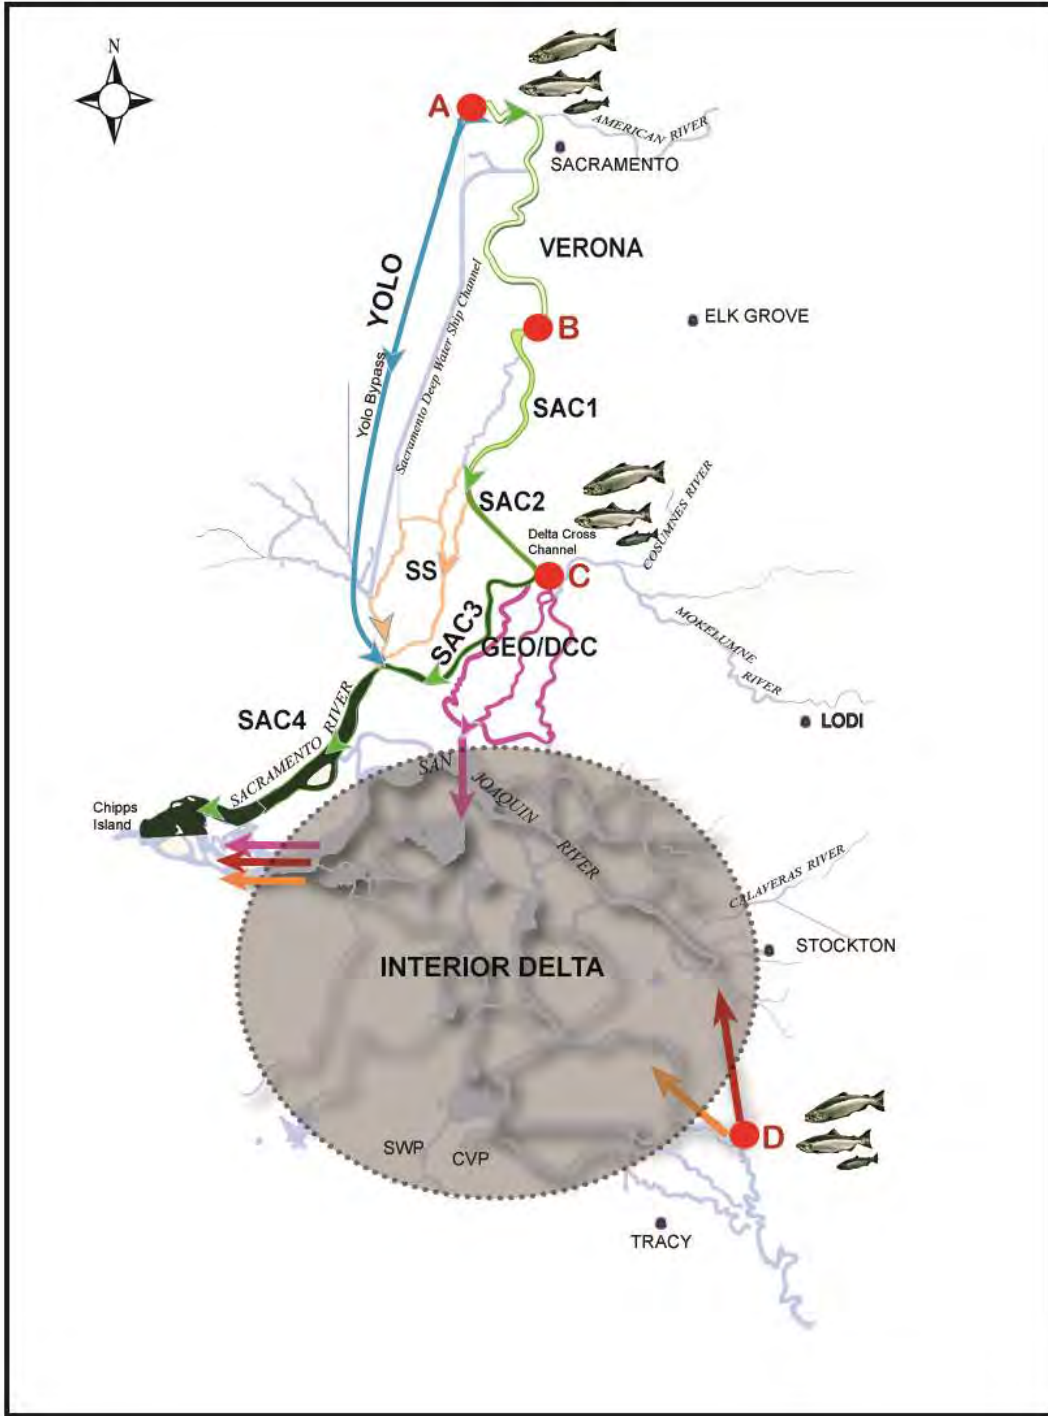 N
A
AMERICAN RIVER
SACRAMENTO
VERONA
YOLO
Yolo Bypass
Sacramento Deep Water Ship Channel
B
ELK GROVE
SAC1
SAC2
Delta Cross
Channel
COSUMNES RIVER
SS
C
SAC3
GEO/DCC
MOKELUMNE
RIVER
LODI
SAC4
SACRAMENTO RIVER
SAN
JOAQUIN
RIVER
Chipps
Island
CALAVERAS RIVER
STOCKTON
INTERIOR DELTA
D
SWP
CVP
TRACY